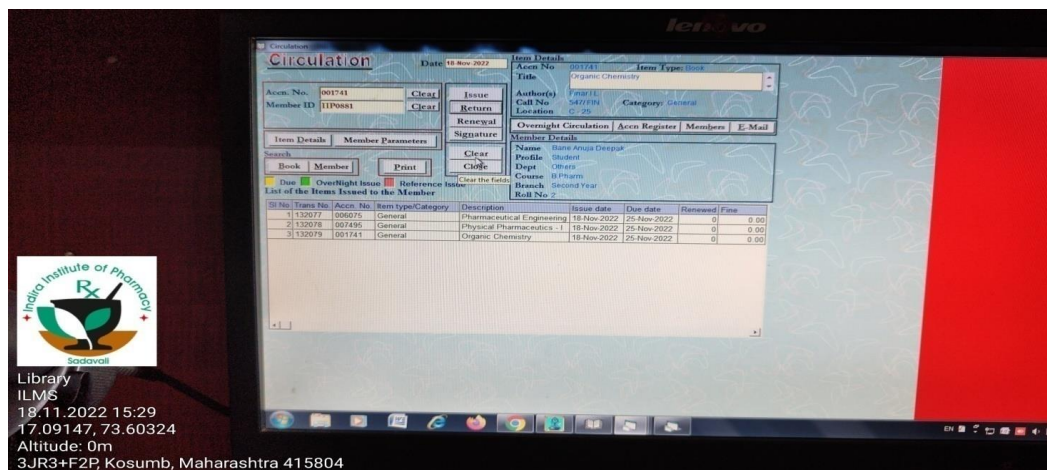 lenovo
Circulation
Circulation
Date 18-Nov-2022
Accn. No. 001741 Clear
Member ID IIP0881 Clear
Issue
Return
Renewal
Signature
Clear
Close
Clear the fields
Item Details Member Parameters
Search
Book Member Print
Due OverNight Issue Reference Issue
List of the Items Issued to the Member
Item Details
Accn No 001741 Item Type: Book
Title Organic Chemistry
Author(s) Finar I L
Call No 547/FIN Category: General
Location C - 25
Overnight Circulation Accn Register Members E-Mail
Member Details
Name Bane Anuja Deepak
Profile Student
Dept Others
Course B.Pharm
Branch Second Year
Roll No 2
Sl No Trans No Accn. No Item type/Category Description Issue date Due date Renewed Fine
1 132077 006075 General Pharmaceutical Engineering 18-Nov-2022 25-Nov-2022 0 0.00
2 132078 007495 General Physical Pharmaceutics - I 18-Nov-2022 25-Nov-2022 0 0.00
3 132079 001741 General Organic Chemistry 18-Nov-2022 25-Nov-2022 0 0.00
EN
Indira Institute of Pharmacy
Rx
Sadavali
Library
ILMS
18.11.2022 15:29
17.09147, 73.60324
Altitude: 0m
3JR3+F2P, Kosumb, Maharashtra 415804